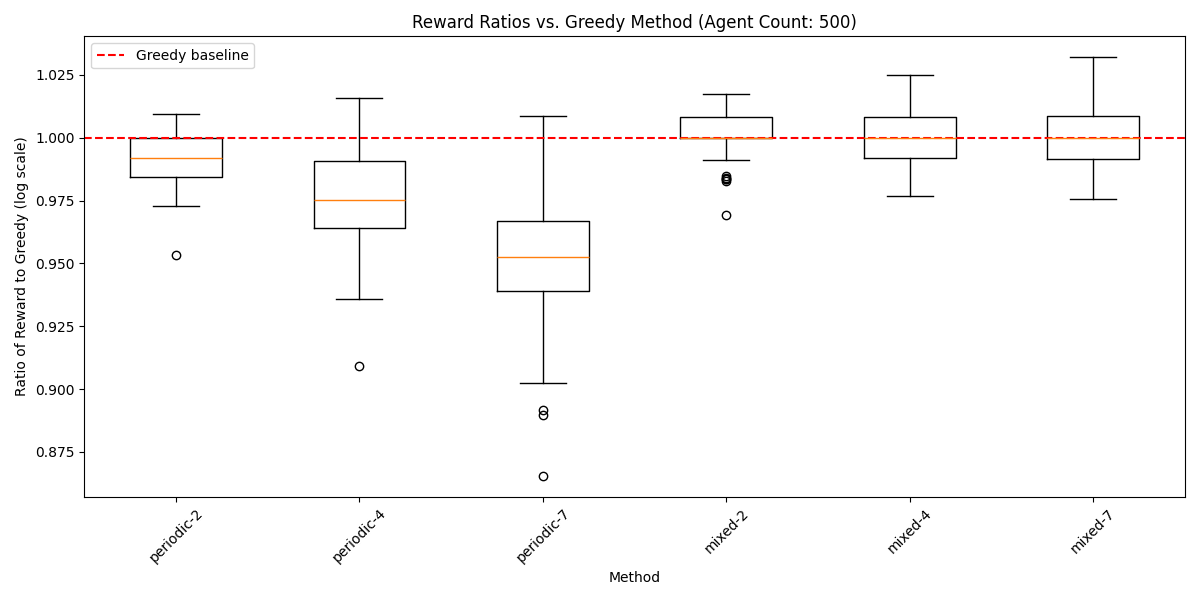 Reward Ratios vs. Greedy Method (Agent Count: 500)
Greedy baseline
Ratio of Reward to Greedy (log scale)
1.025
1.000
0.975
0.950
0.925
0.900
0.875
periodic-2
periodic-4
periodic-7
mixed-2
mixed-4
mixed-7
Method